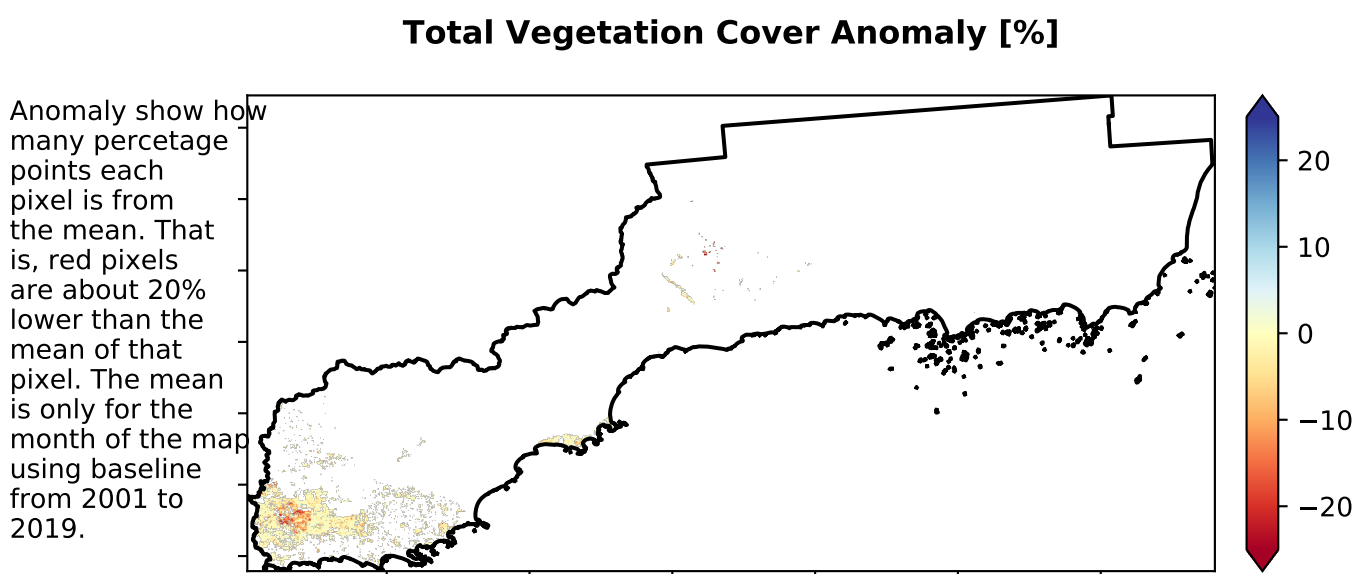 Total Vegetation Cover Anomaly [%]
Anomaly show how
many percetage
points each
pixel is from
the mean. That
is, red pixels
are about 20%
lower than the
mean of that
pixel. The mean
is only for the
month of the map
using baseline
from 2001 to
2019.
20
10
0
−10
−20